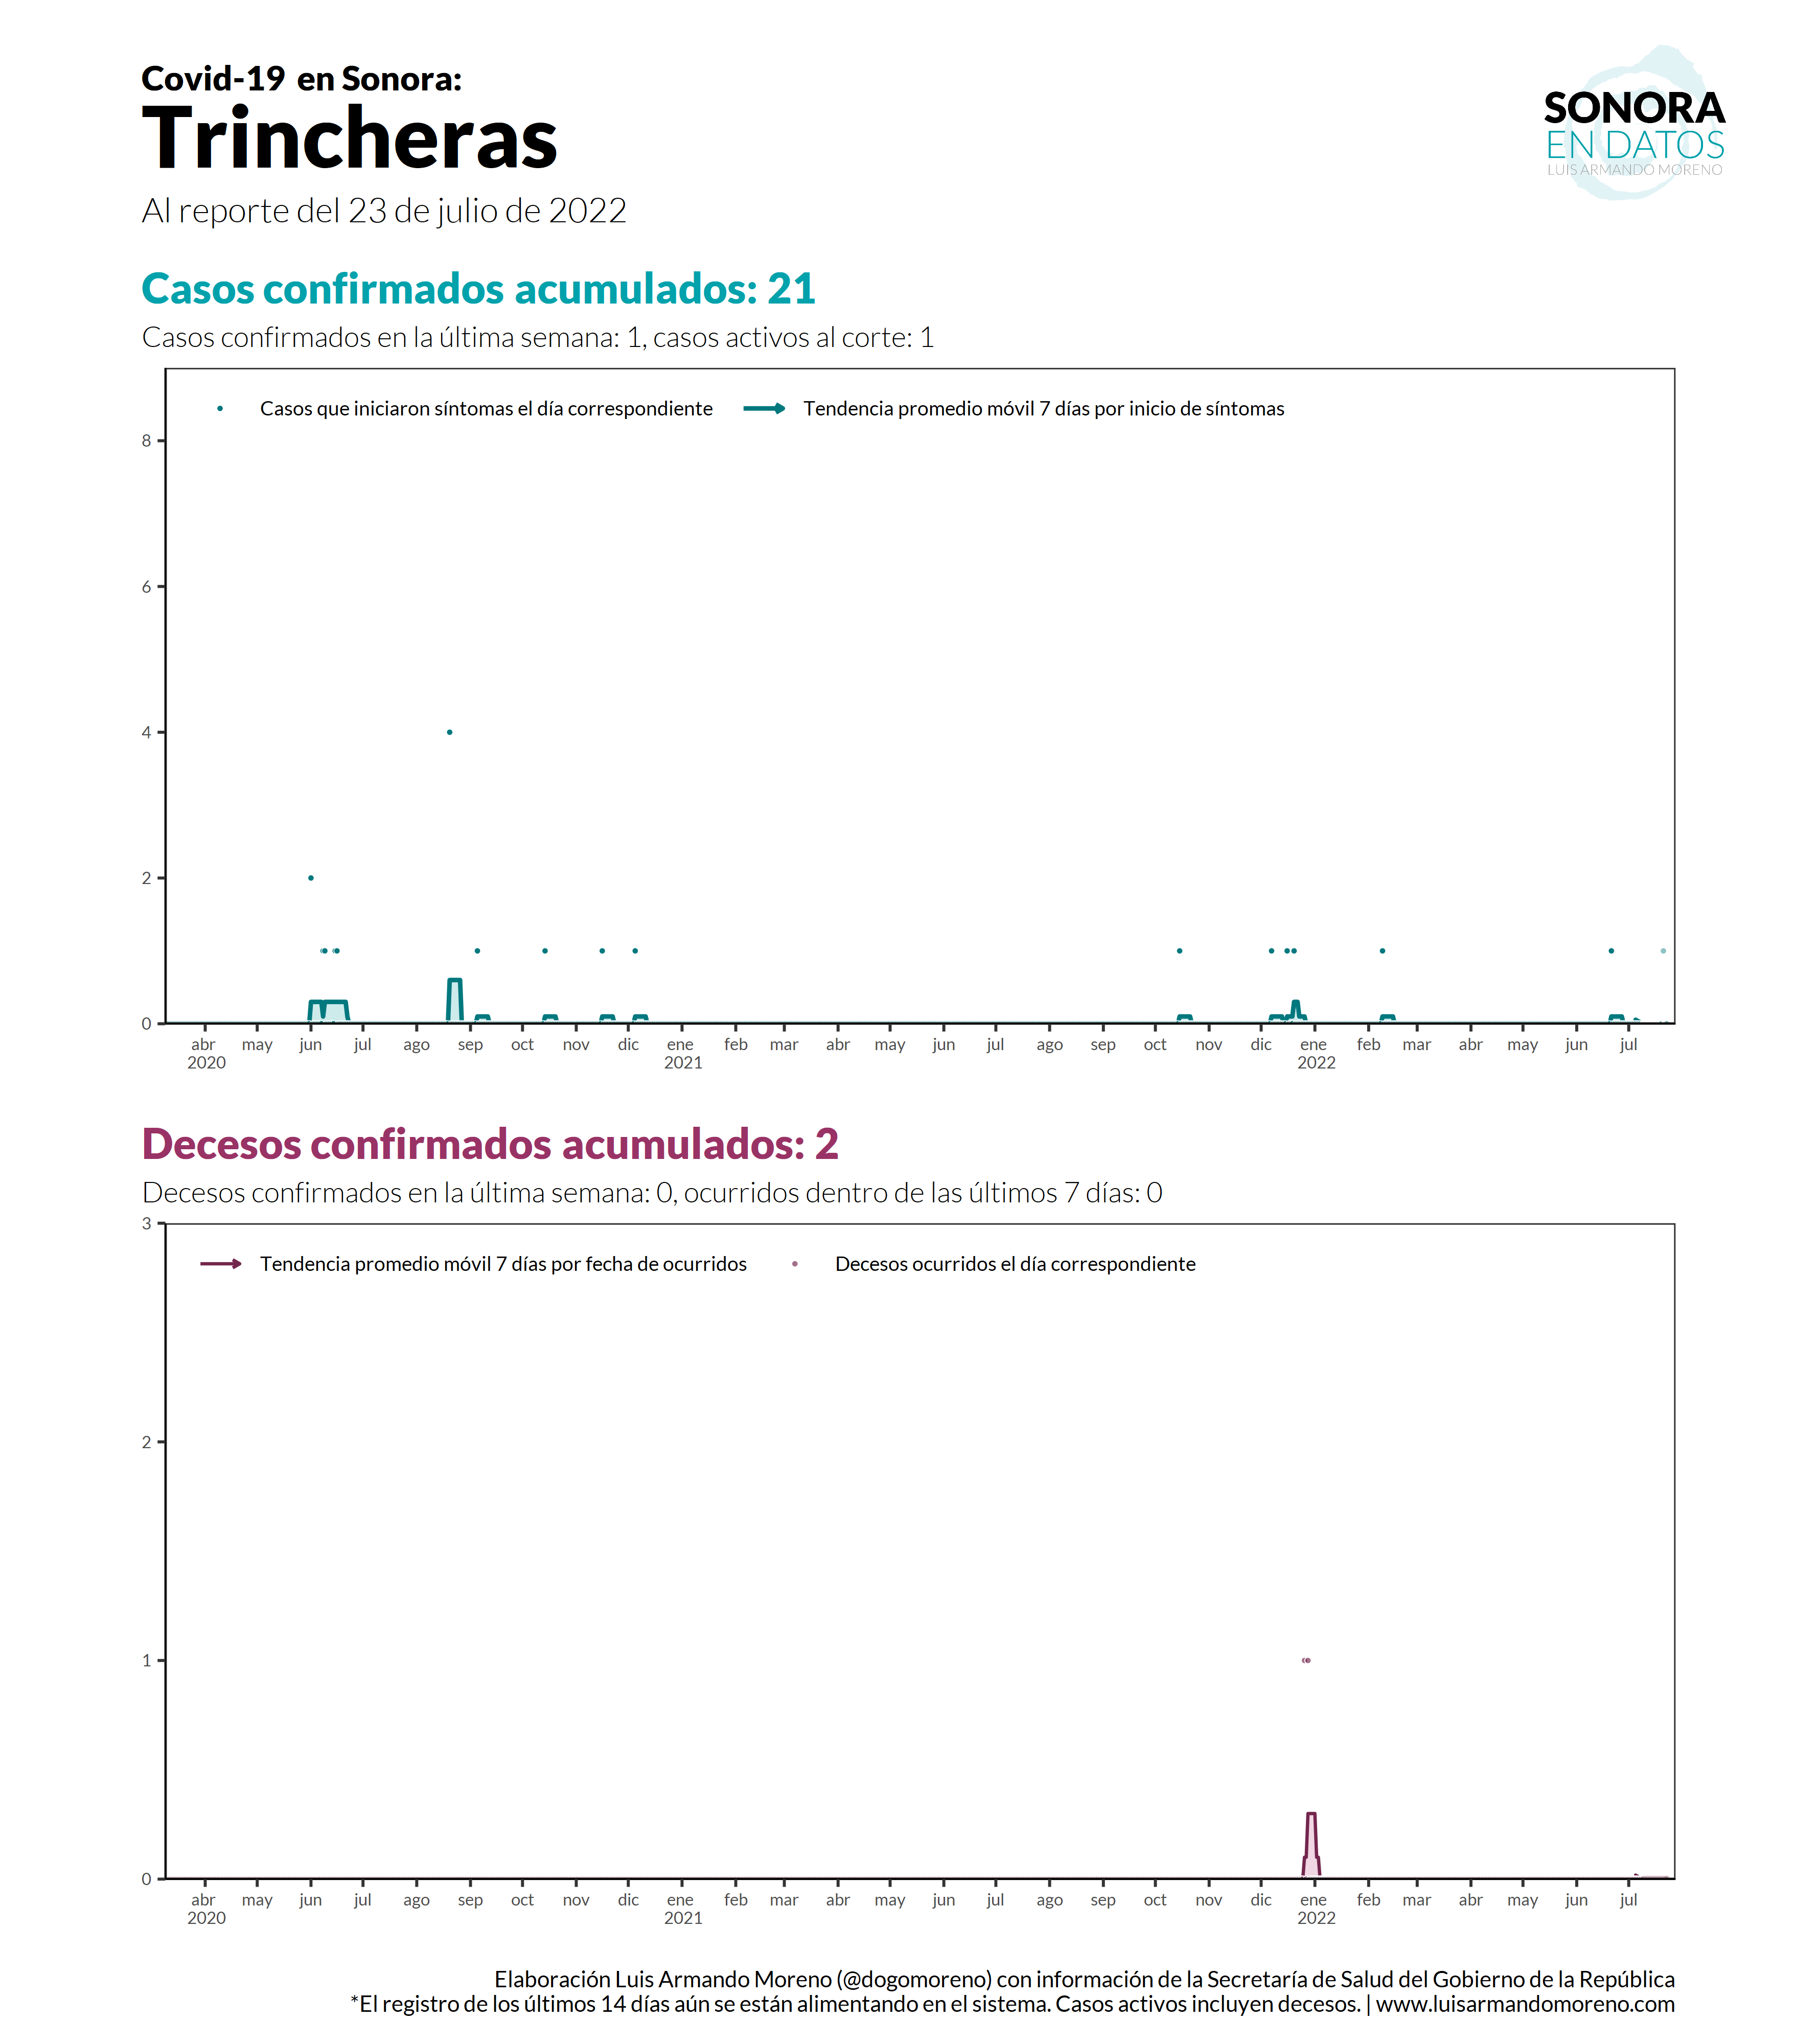 Covid-19 en Sonora:
Trincheras
Al reporte del 23 de julio de 2022
SONORA
EN DATOS
LUIS ARMANDO MORENO
Casos confirmados acumulados: 21
Casos confirmados en la última semana: 1, casos activos al corte: 1
Casos que iniciaron síntomas el día correspondiente
Tendencia promedio móvil 7 días por inicio de síntomas
8
6
4
2
0
abr may jun jul ago sep oct nov dic ene feb mar abr may jun jul ago sep oct nov dic ene feb mar abr may jun jul
2020 2021 2022
Decesos confirmados acumulados: 2
Decesos confirmados en la última semana: 0, ocurridos dentro de las últimos 7 días: 0
3
Tendencia promedio móvil 7 días por fecha de ocurridos
Decesos ocurridos el día correspondiente
2
1
0
abr may jun jul ago sep oct nov dic ene feb mar abr may jun jul ago sep oct nov dic ene feb mar abr may jun jul
2020 2021 2022
Elaboración Luis Armando Moreno (@dogomoreno) con información de la Secretaría de Salud del Gobierno de la República
*El registro de los últimos 14 días aún se están alimentando en el sistema. Casos activos incluyen decesos. | www.luisarmandomoreno.com